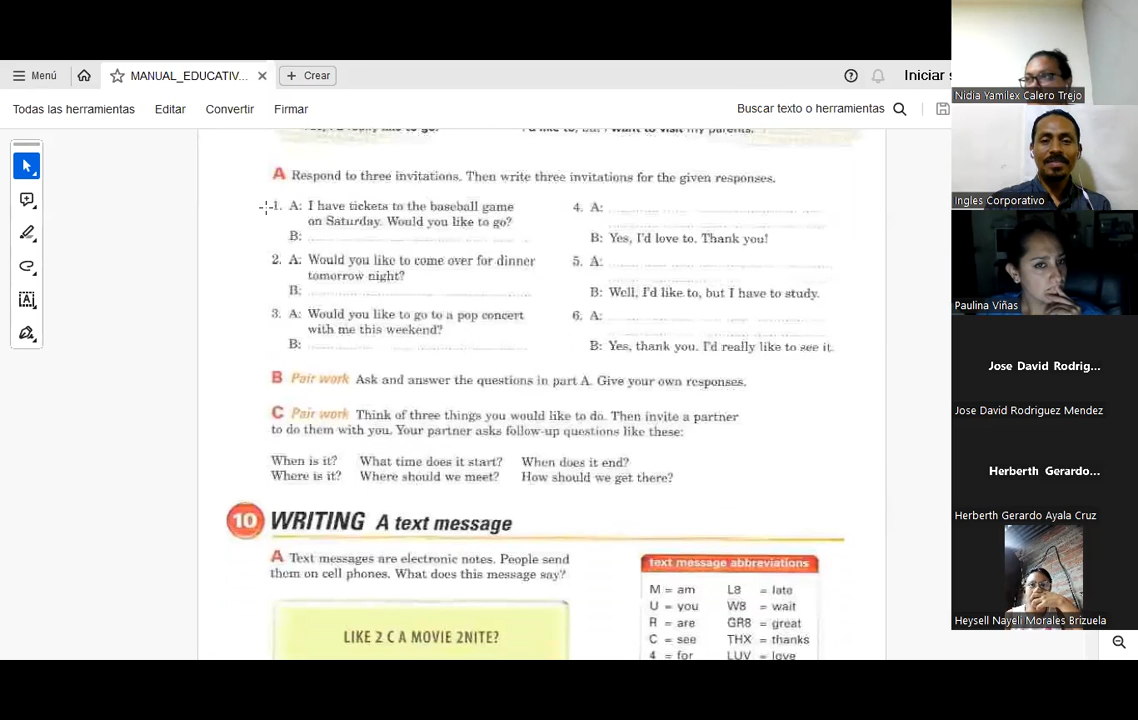 Menú
MANUAL_EDUCATIV...
Crear
Iniciar s
Todas las herramientas
Editar
Convertir
Firmar
Buscar texto o herramientas
I'd like to, but I want to visit my parents.
A Respond to three invitations. Then write three invitations for the given responses.
1. A: I have tickets to the baseball game
on Saturday. Would you like to go?
B:
2. A: Would you like to come over for dinner
tomorrow night?
B:
3. A: Would you like to go to a pop concert
with me this weekend?
B:
4. A:
B: Yes, I'd love to. Thank you!
5. A:
B: Well, I'd like to, but I have to study.
6. A:
B: Yes, thank you. I'd really like to see it.
B Pair work Ask and answer the questions in part A. Give your own responses.
C Pair work Think of three things you would like to do. Then invite a partner
to do them with you. Your partner asks follow-up questions like these:
When is it? What time does it start? When does it end?
Where is it? Where should we meet? How should we get there?
10 WRITING A text message
A Text messages are electronic notes. People send
them on cell phones. What does this message say?
LIKE 2 C A MOVIE 2NITE?
text message abbreviations
M = am L8 = late
U = you W8 = wait
R = are GR8 = great
C = see THX = thanks
4 = for LUV = love
Nidia Yamilex Calero Trejo
Ingles Corporativo
Paulina Viñas
Jose David Rodrig...
Jose David Rodriguez Mendez
Herberth Gerardo...
Herberth Gerardo Ayala Cruz
Heysell Nayeli Morales Brizuela